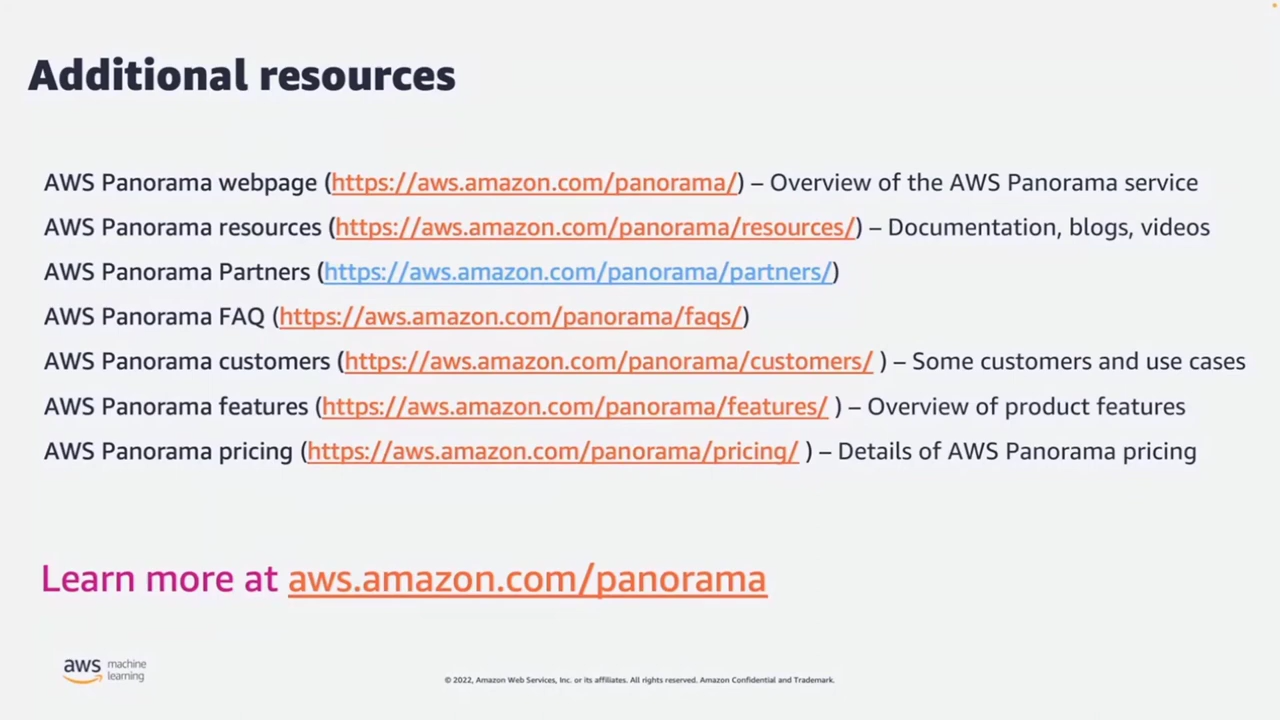 Additional resources
AWS Panorama webpage (https://aws.amazon.com/panorama/) – Overview of the AWS Panorama service
AWS Panorama resources (https://aws.amazon.com/panorama/resources/) – Documentation, blogs, videos
AWS Panorama Partners (https://aws.amazon.com/panorama/partners/)
AWS Panorama FAQ (https://aws.amazon.com/panorama/faqs/)
AWS Panorama customers (https://aws.amazon.com/panorama/customers/ ) – Some customers and use cases
AWS Panorama features (https://aws.amazon.com/panorama/features/ ) – Overview of product features
AWS Panorama pricing (https://aws.amazon.com/panorama/pricing/ ) – Details of AWS Panorama pricing
Learn more at aws.amazon.com/panorama
aws machine
learning
© 2022, Amazon Web Services, Inc. or its affiliates. All rights reserved. Amazon Confidential and Trademark.